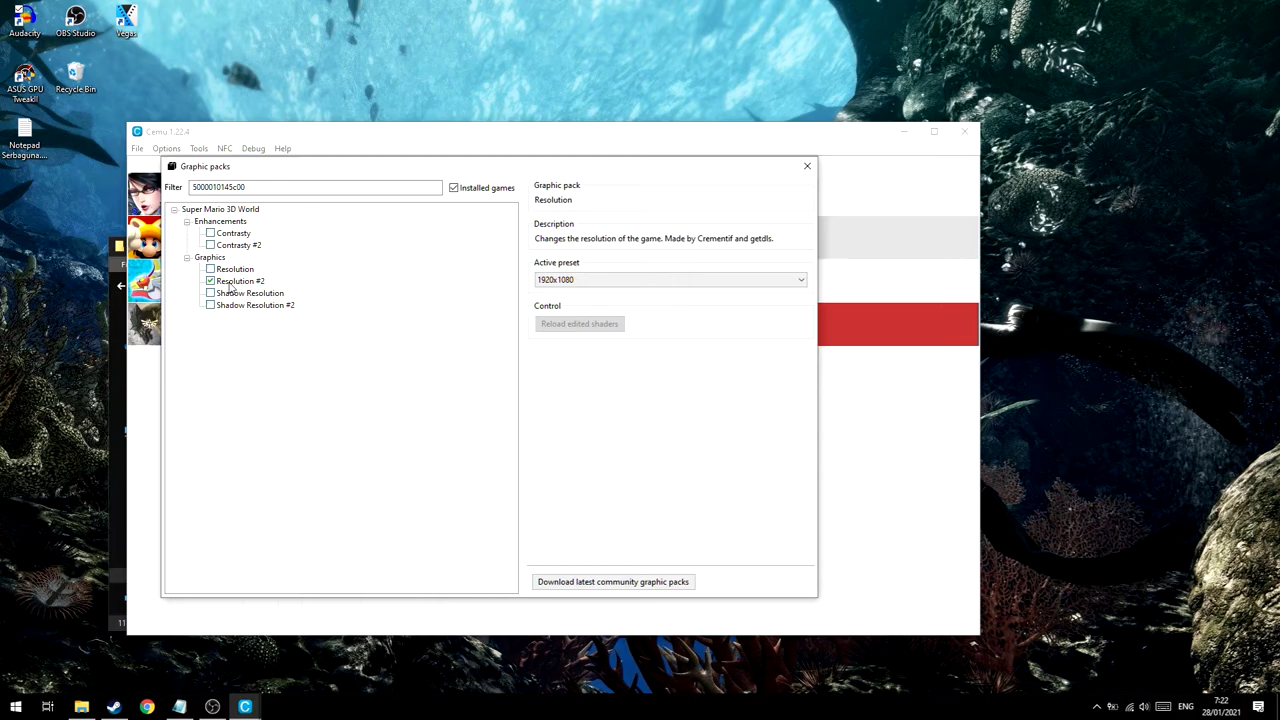 Audacity
OBS Studio
Vegas
ASUS GPU
TweakII
Recycle Bin
Notepad
Serbaguna....
Cemu 1.22.4
File Options Tools NFC Debug Help
Graphic packs
Filter 5000010145c00 Installed games
Super Mario 3D World
Enhancements
Contrasty
Contrasty #2
Graphics
Resolution
Resolution #2
Shadow Resolution
Shadow Resolution #2
Graphic pack
Resolution
Description
Changes the resolution of the game. Made by Crementif and getdls.
Active preset
1920x1080
Control
Reload edited shaders
Download latest community graphic packs
F
11
ENG
7:22
28/01/2021